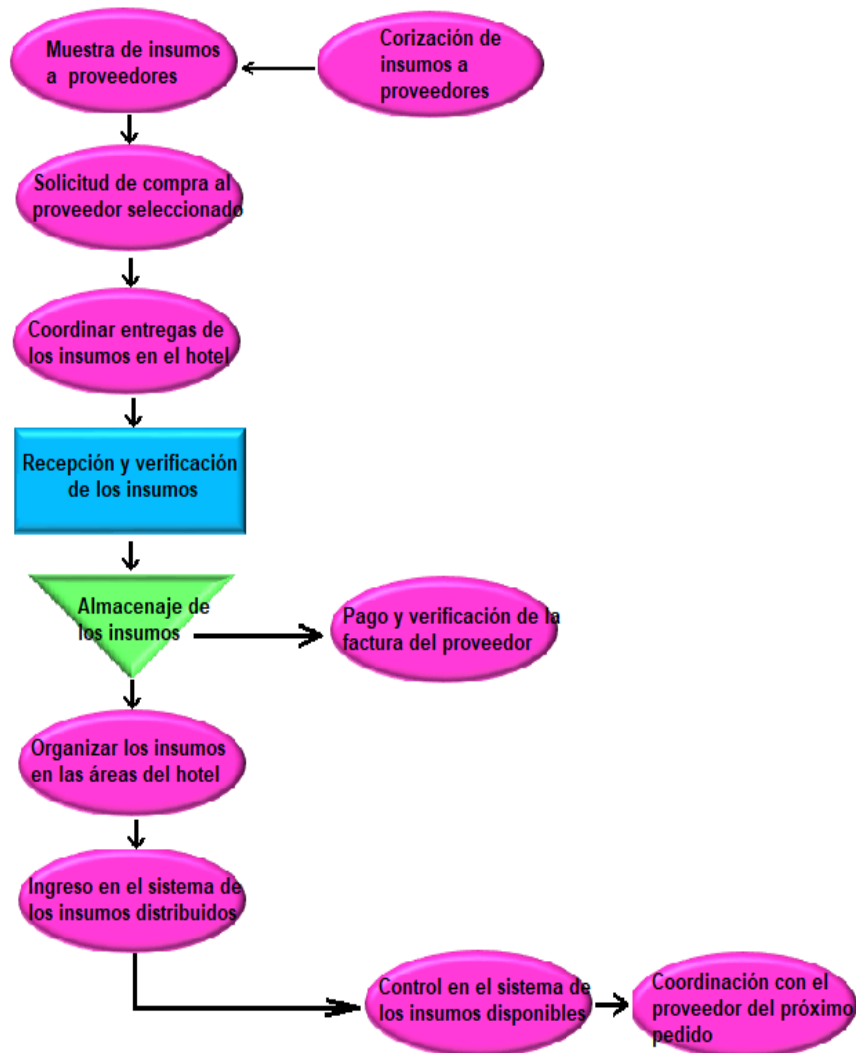 Muestra de insumos
a proveedores
Corización de
insumos a
proveedores
Solicitud de compra al
proveedor seleccionado
Coordinar entregas de
los insumos en el hotel
Recepción y verificación
de los insumos
Almacenaje de
los insumos
Pago y verificación de la
factura del proveedor
Organizar los insumos
en las áreas del hotel
Ingreso en el sistema de
los insumos distribuidos
Control en el sistema de
los insumos disponibles
Coordinación con el
proveedor del próximo
pedido